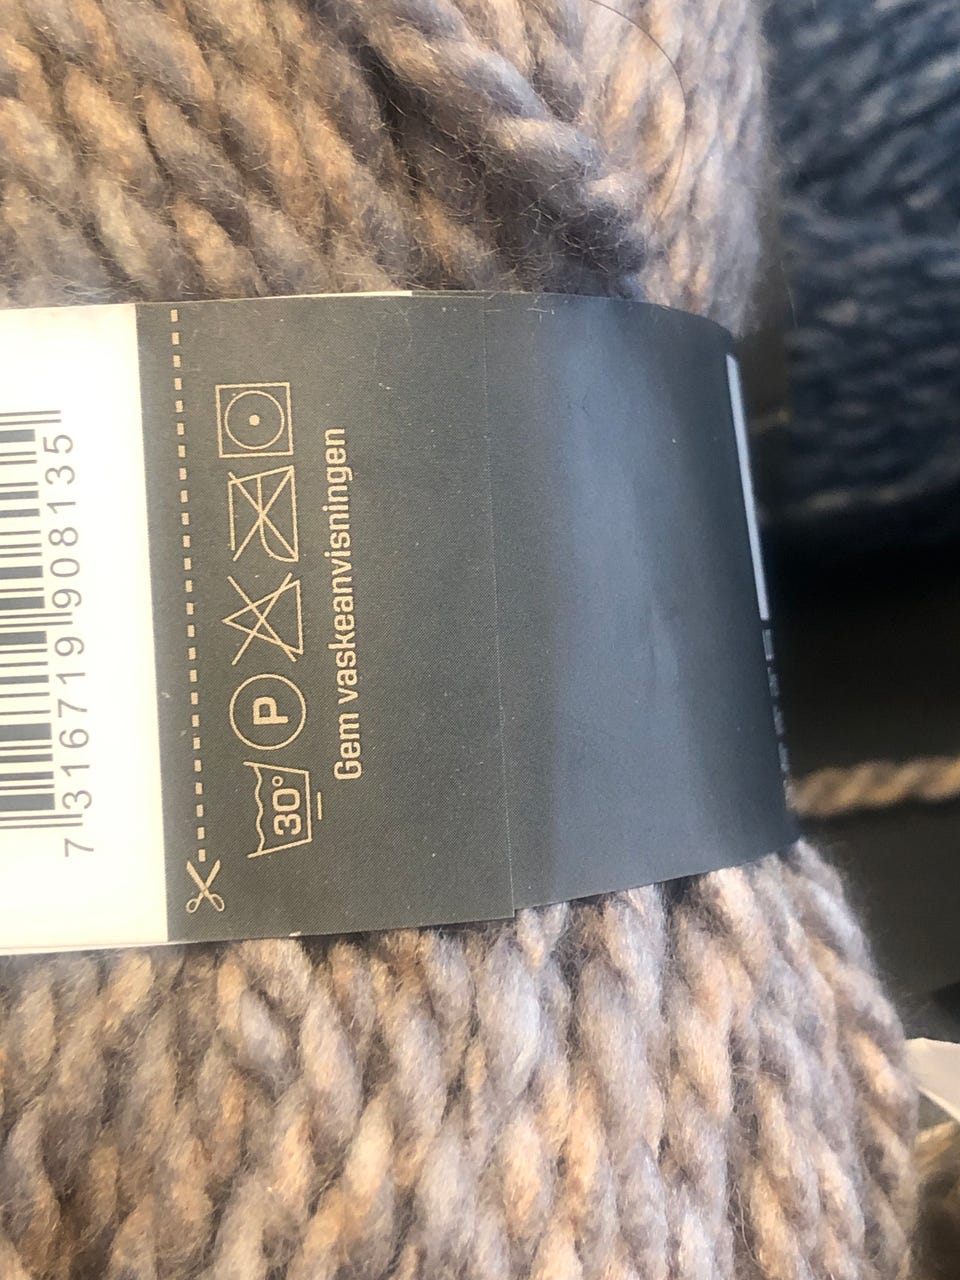 7 316719 908135
30°
P
Gem vaskeanvisningen